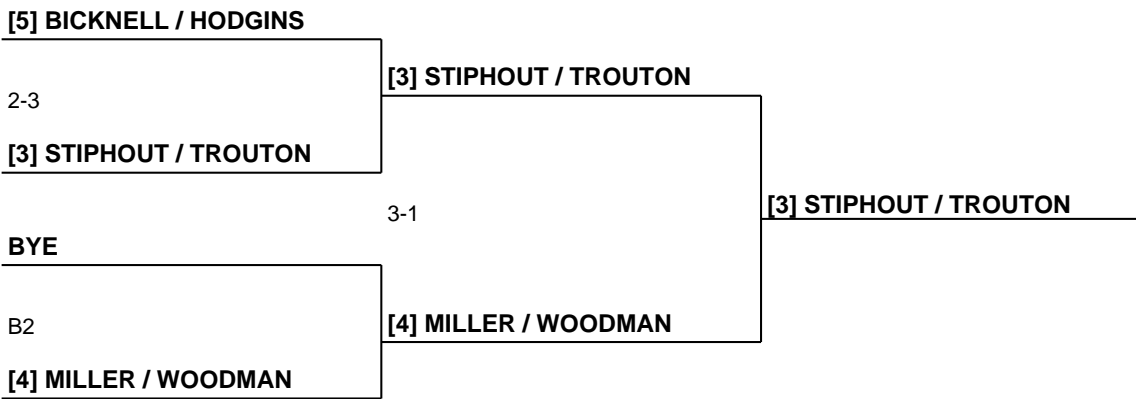 [5] BICKNELL / HODGINS
2-3
[3] STIPHOUT / TROUTON
[3] STIPHOUT / TROUTON
BYE
B2
[4] MILLER / WOODMAN
[4] MILLER / WOODMAN
3-1
[3] STIPHOUT / TROUTON